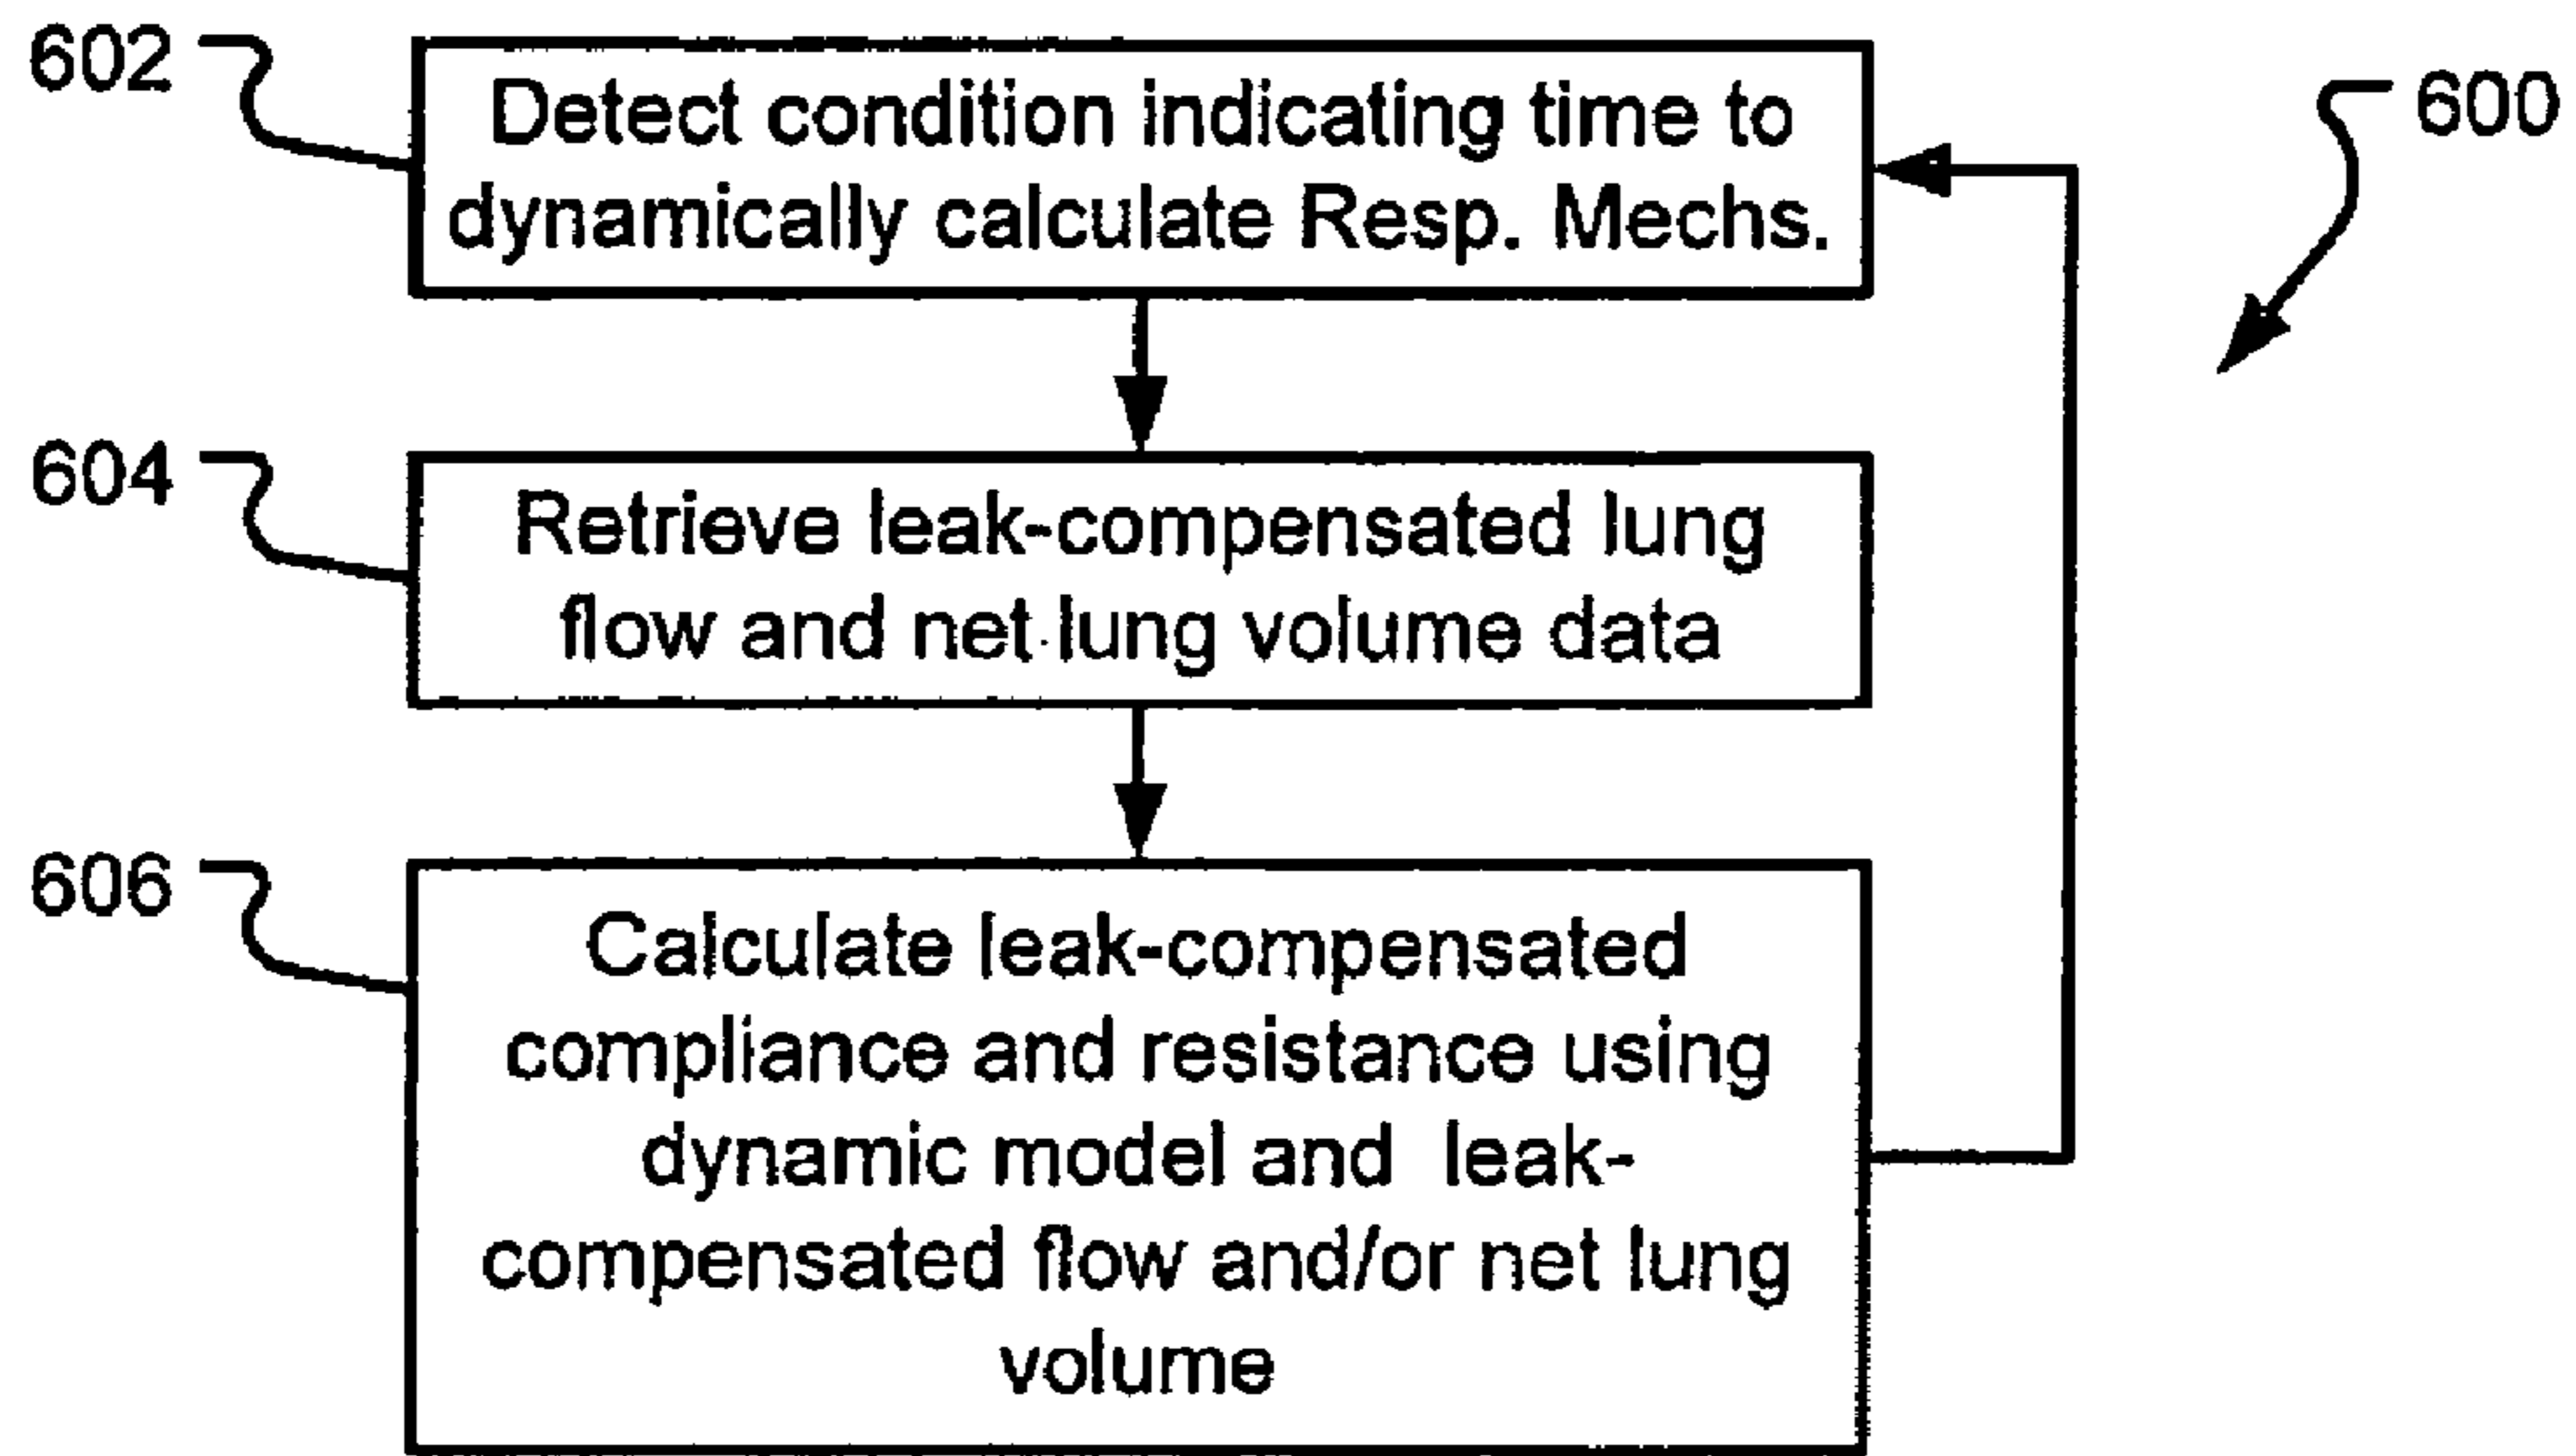 602
Detect condition indicating time to
dynamically calculate Resp. Mechs.
600
604
Retrieve leak-compensated lung
flow and net lung volume data
606
Calculate leak-compensated
compliance and resistance using
dynamic model and leak-
compensated flow and/or net lung
volume